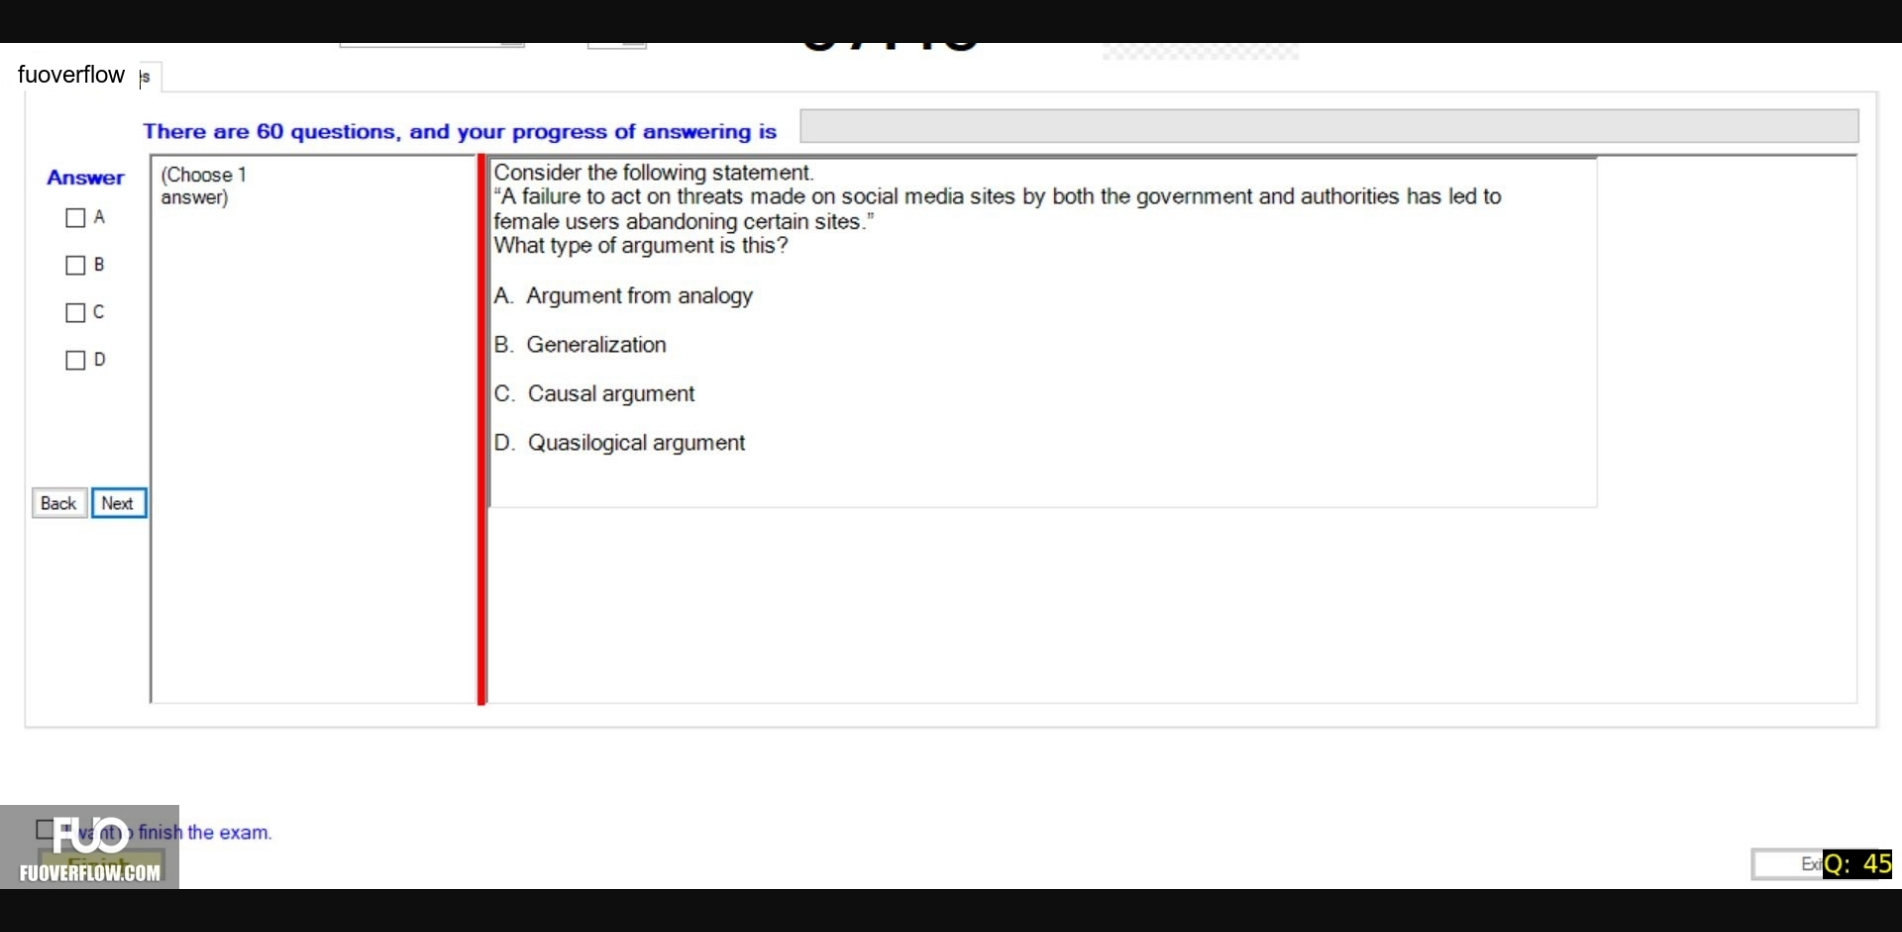 fuoverflow
There are 60 questions, and your progress of answering is
Answer
(Choose 1
answer)
A
B
C
D
Back Next
Consider the following statement.
“A failure to act on threats made on social media sites by both the government and authorities has led to
female users abandoning certain sites.”
What type of argument is this?
A. Argument from analogy
B. Generalization
C. Causal argument
D. Quasilogical argument
I want to finish the exam.
FUO
FUOVERFLOW.COM
Q: 45